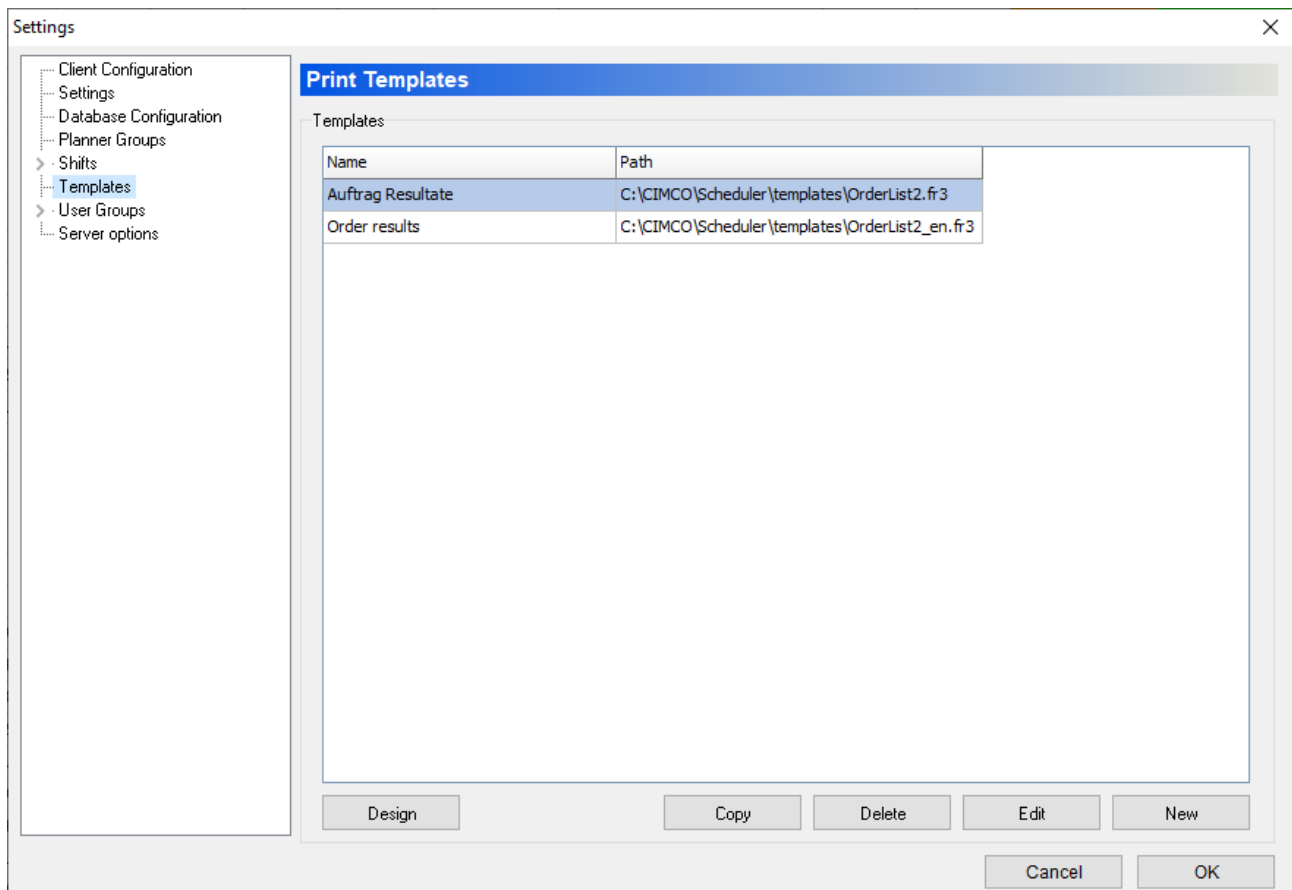 Settings
Client Configuration
Settings
Database Configuration
Planner Groups
Shifts
Templates
User Groups
Server options
Print Templates
Templates
Name Path
Auftrag Resultate C:\CIMCO\Scheduler\templates\OrderList2.fr3
Order results C:\CIMCO\Scheduler\templates\OrderList2_en.fr3
Design Copy Delete Edit New
Cancel OK